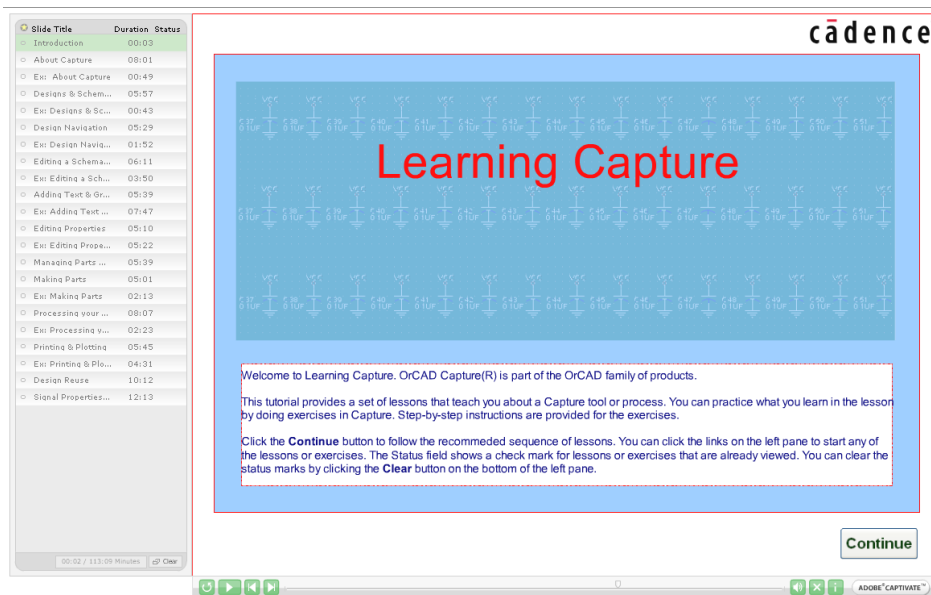 cādence
Slide Title Duration Status
Introduction 00:03
About Capture 08:01
Ex: About Capture 00:49
Designs & Schem... 05:57
Ex: Designs & Sc... 00:43
Design Navigation 05:29
Ex: Design Navig... 01:52
Editing a Schema... 06:11
Ex: Editing a Sch... 03:50
Adding Text & Gr... 05:39
Ex: Adding Text ... 07:47
Editing Properties 05:10
Ex: Editing Prope... 05:22
Managing Parts ... 05:39
Making Parts 05:01
Ex: Making Parts 02:13
Processing your ... 08:07
Ex: Processing y... 02:23
Printing & Plotting 05:45
Ex: Printing & Plo... 04:31
Design Reuse 10:12
Signal Properties... 12:13
00:02 / 113:09 Minutes Clear
Learning Capture
Welcome to Learning Capture. OrCAD Capture(R) is part of the OrCAD family of products.
This tutorial provides a set of lessons that teach you about a Capture tool or process. You can practice what you learn in the lesson
by doing exercises in Capture. Step-by-step instructions are provided for the exercises.
Click the Continue button to follow the recommeded sequence of lessons. You can click the links on the left pane to start any of
the lessons or exercises. The Status field shows a check mark for lessons or exercises that are already viewed. You can clear the
status marks by clicking the Clear button on the bottom of the left pane.
Continue
ADOBE® CAPTIVATE™